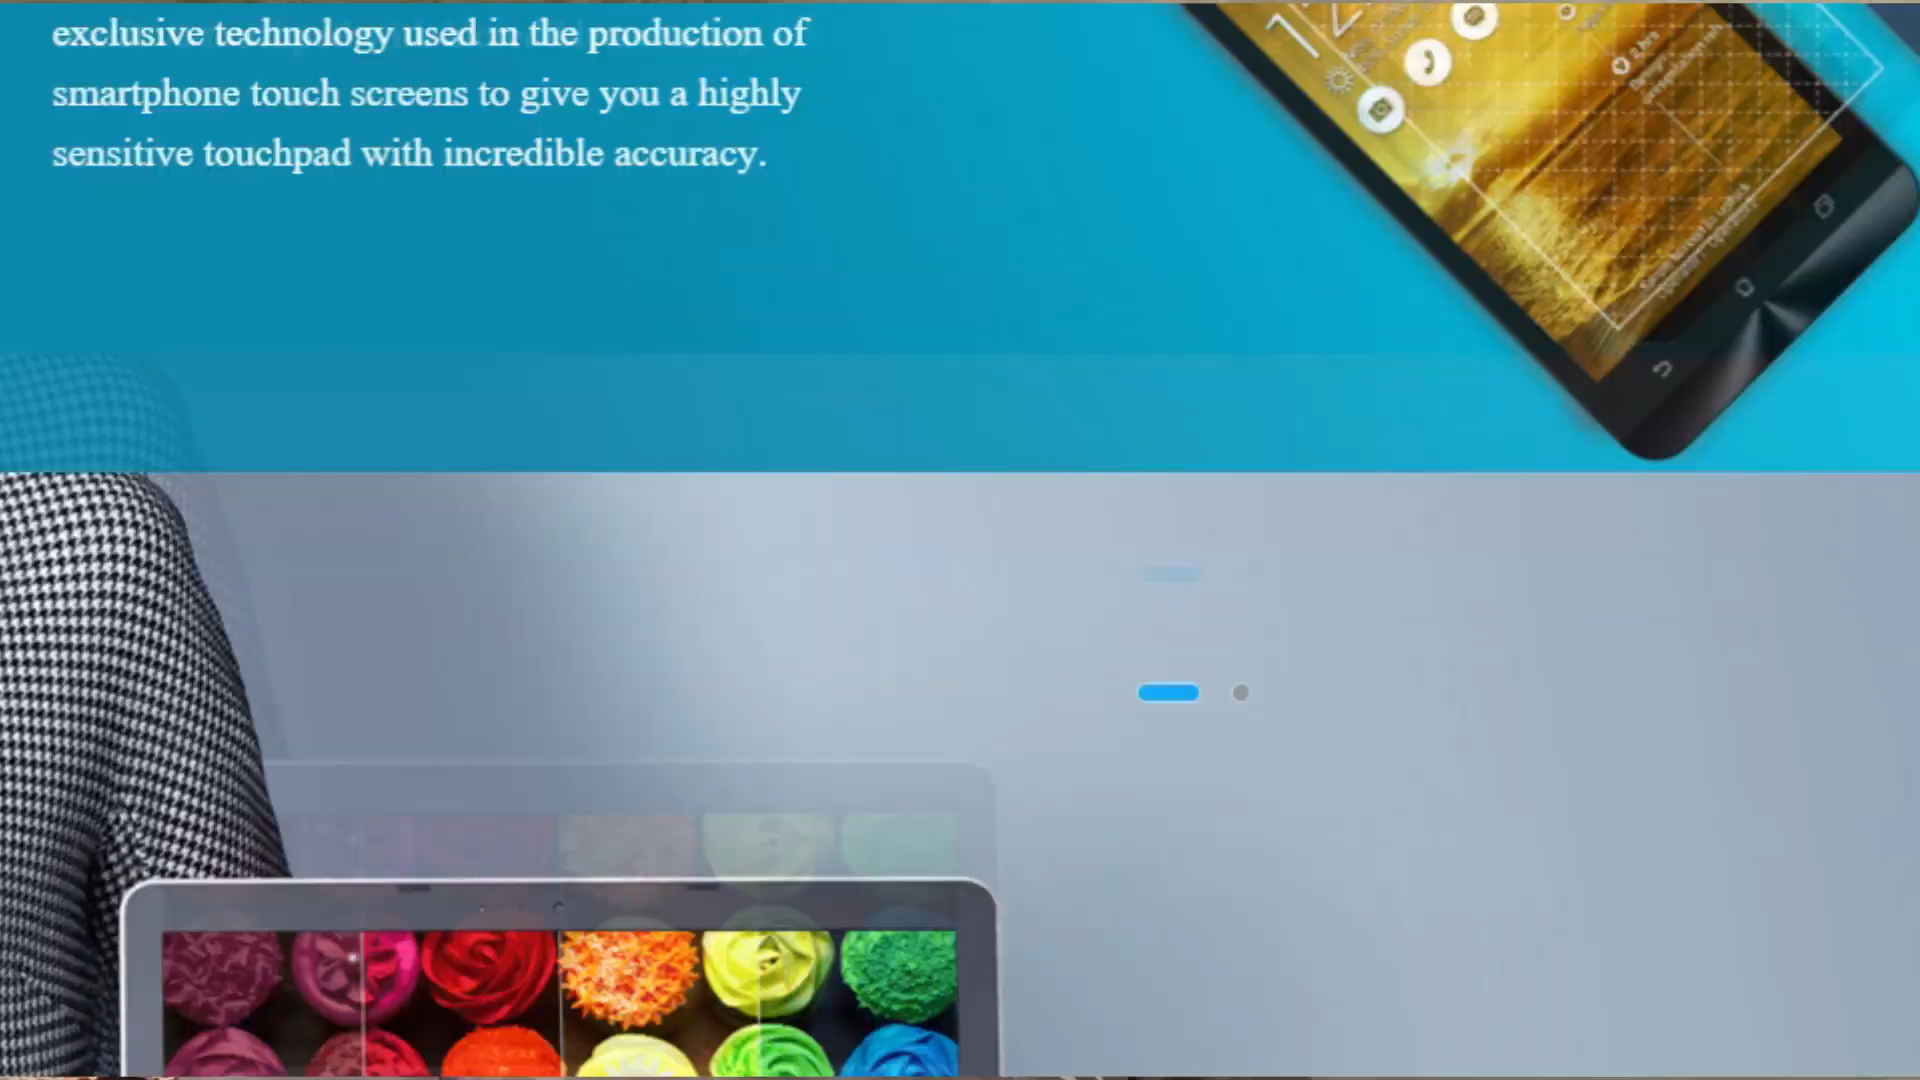 exclusive technology used in the production of
smartphone touch screens to give you a highly
sensitive touchpad with incredible accuracy.